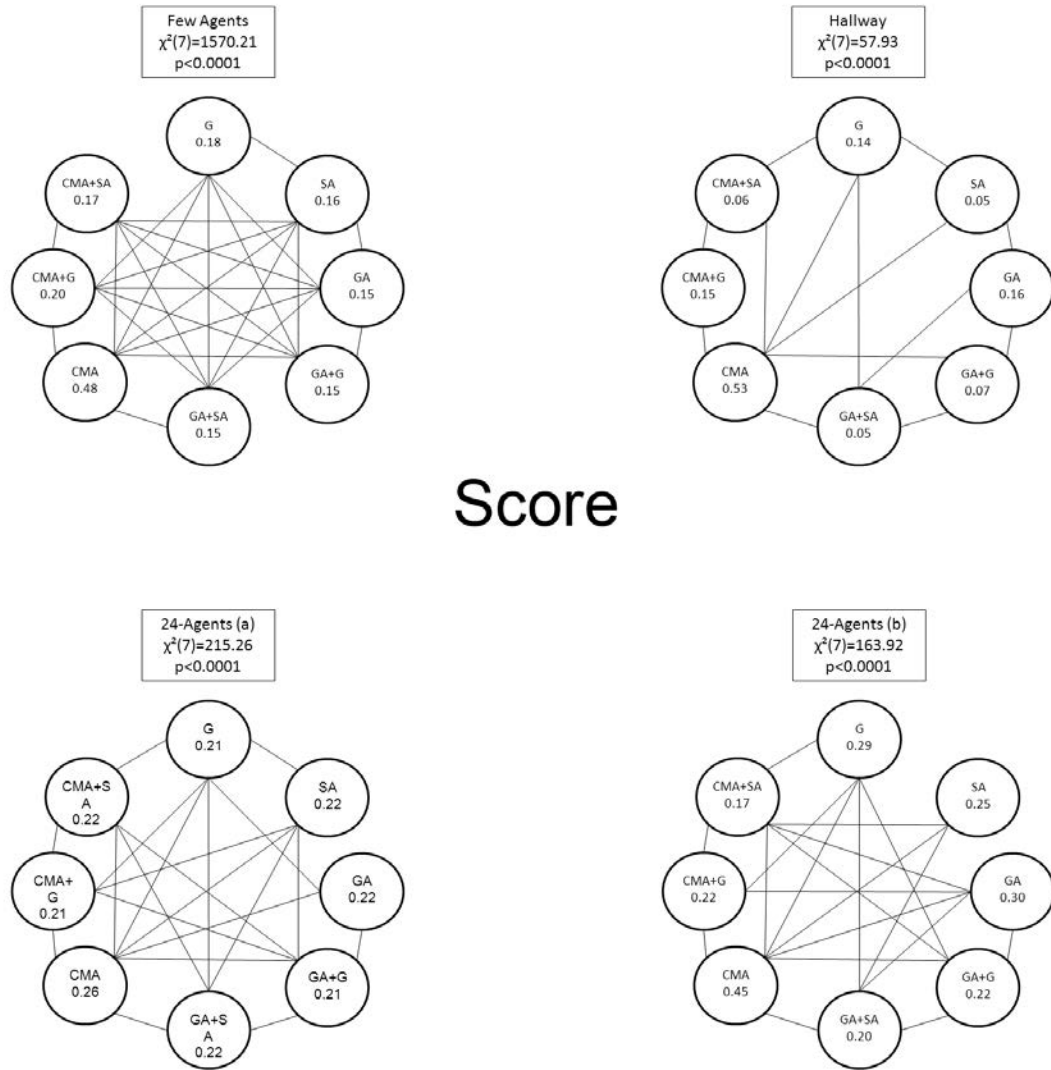 Few Agents
χ²(7)=1570.21
p<0.0001
G
0.18
CMA+SA
0.17
SA
0.16
CMA+G
0.20
GA
0.15
CMA
0.48
GA+G
0.15
GA+SA
0.15
Hallway
χ²(7)=57.93
p<0.0001
G
0.14
CMA+SA
0.06
SA
0.05
CMA+G
0.15
GA
0.16
CMA
0.53
GA+G
0.07
GA+SA
0.05
Score
24-Agents (a)
χ²(7)=215.26
p<0.0001
G
0.21
CMA+S
A
0.22
SA
0.22
CMA+
G
0.21
GA
0.22
CMA
0.26
GA+G
0.21
GA+S
A
0.22
24-Agents (b)
χ²(7)=163.92
p<0.0001
G
0.29
CMA+SA
0.17
SA
0.25
CMA+G
0.22
GA
0.30
CMA
0.45
GA+G
0.22
GA+SA
0.20